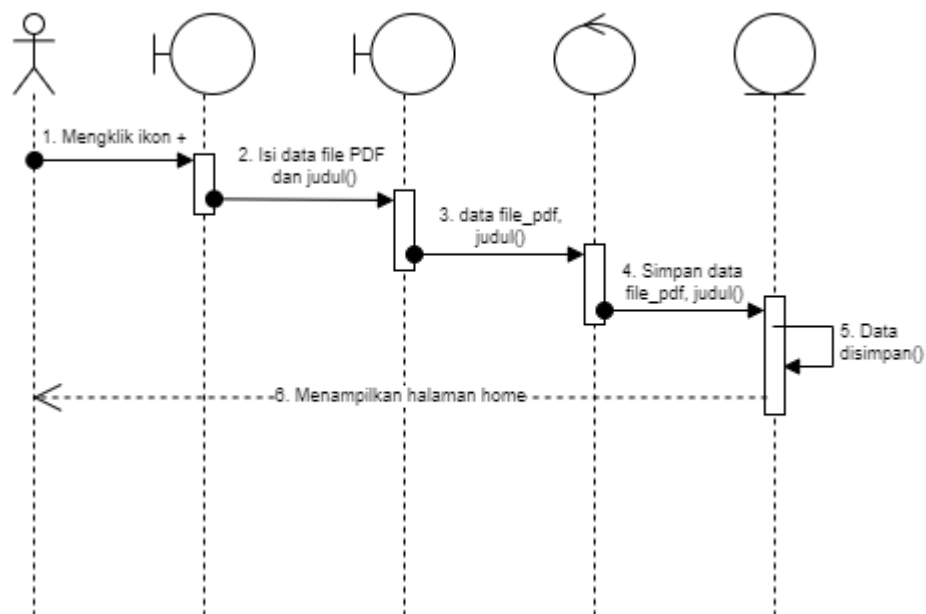 1. Mengklik ikon +
2. Isi data file PDF
dan judul()
3. data file_pdf,
judul()
4. Simpan data
file_pdf, judul()
5. Data
disimpan()
6. Menampilkan halaman home